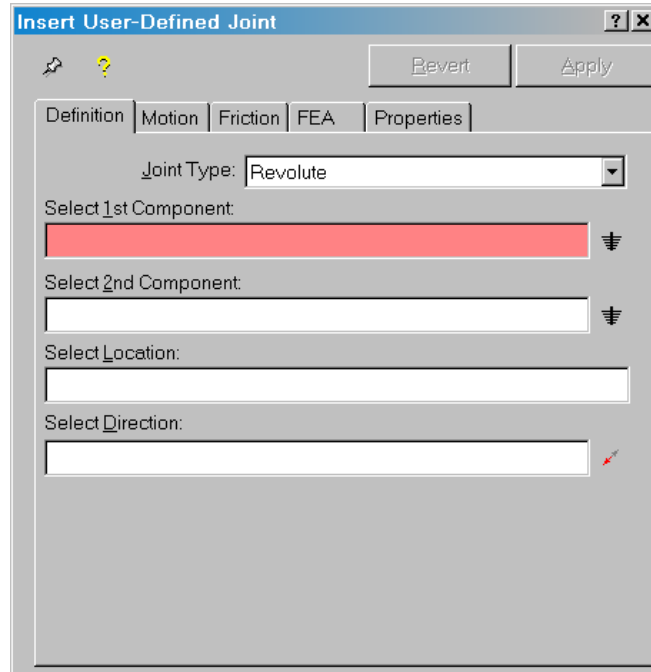 Insert User-Defined Joint
? Revert Apply
Definition Motion Friction FEA Properties
Joint Type: Revolute
Select 1st Component:
Select 2nd Component:
Select Location:
Select Direction: